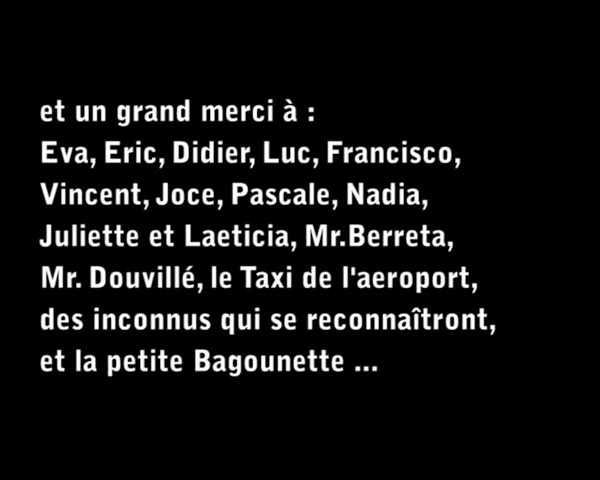 et un grand merci à :
Eva, Eric, Didier, Luc, Francisco,
Vincent, Joce, Pascale, Nadia,
Juliette et Laeticia, Mr.Berreta,
Mr. Douvillé, le Taxi de l'aeroport,
des inconnus qui se reconnaîtront,
et la petite Bagounette ...